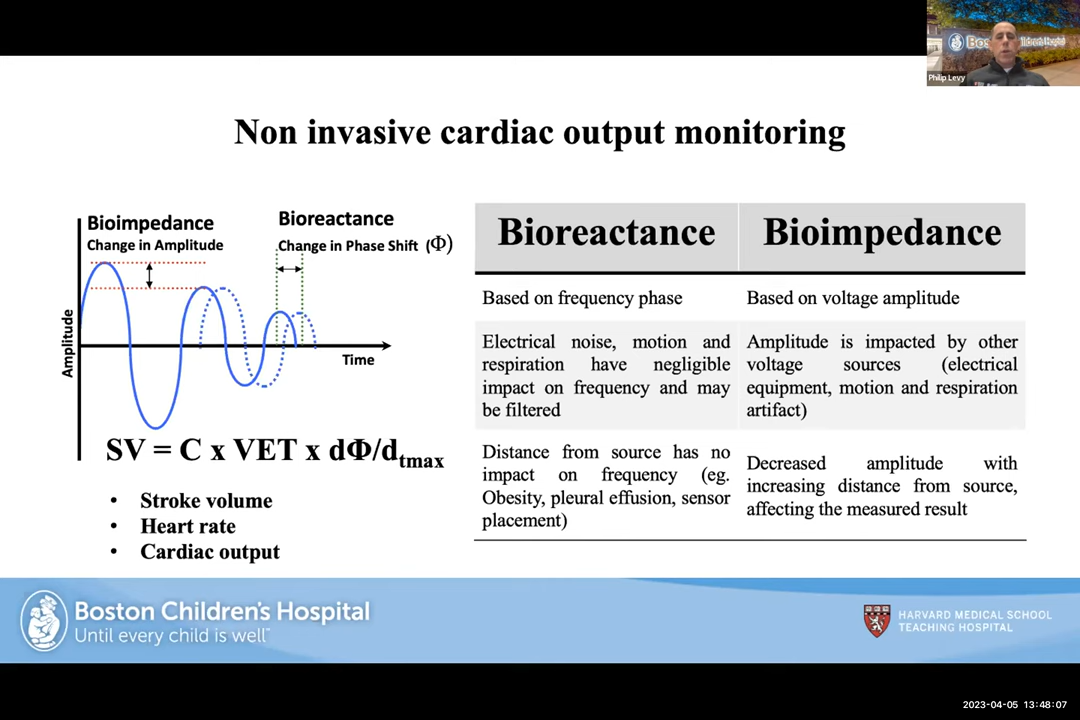 Boston Children's Hospital
Philip Levy
Non invasive cardiac output monitoring
Bioimpedance
Change in Amplitude
Bioreactance
Change in Phase Shift (Φ)
Amplitude
Time
SV = C x VET x dΦ/dtmax
• Stroke volume
• Heart rate
• Cardiac output
Bioreactance
Bioimpedance
Based on frequency phase
Based on voltage amplitude
Electrical noise, motion and
respiration have negligible
impact on frequency and may
be filtered
Amplitude is impacted by other
voltage sources (electrical
equipment, motion and respiration
artifact)
Distance from source has no
impact on frequency (eg.
Obesity, pleural effusion, sensor
placement)
Decreased amplitude with
increasing distance from source,
affecting the measured result
Boston Children's Hospital
Until every child is well™
HARVARD MEDICAL SCHOOL
TEACHING HOSPITAL
2023-04-05 13:48:07